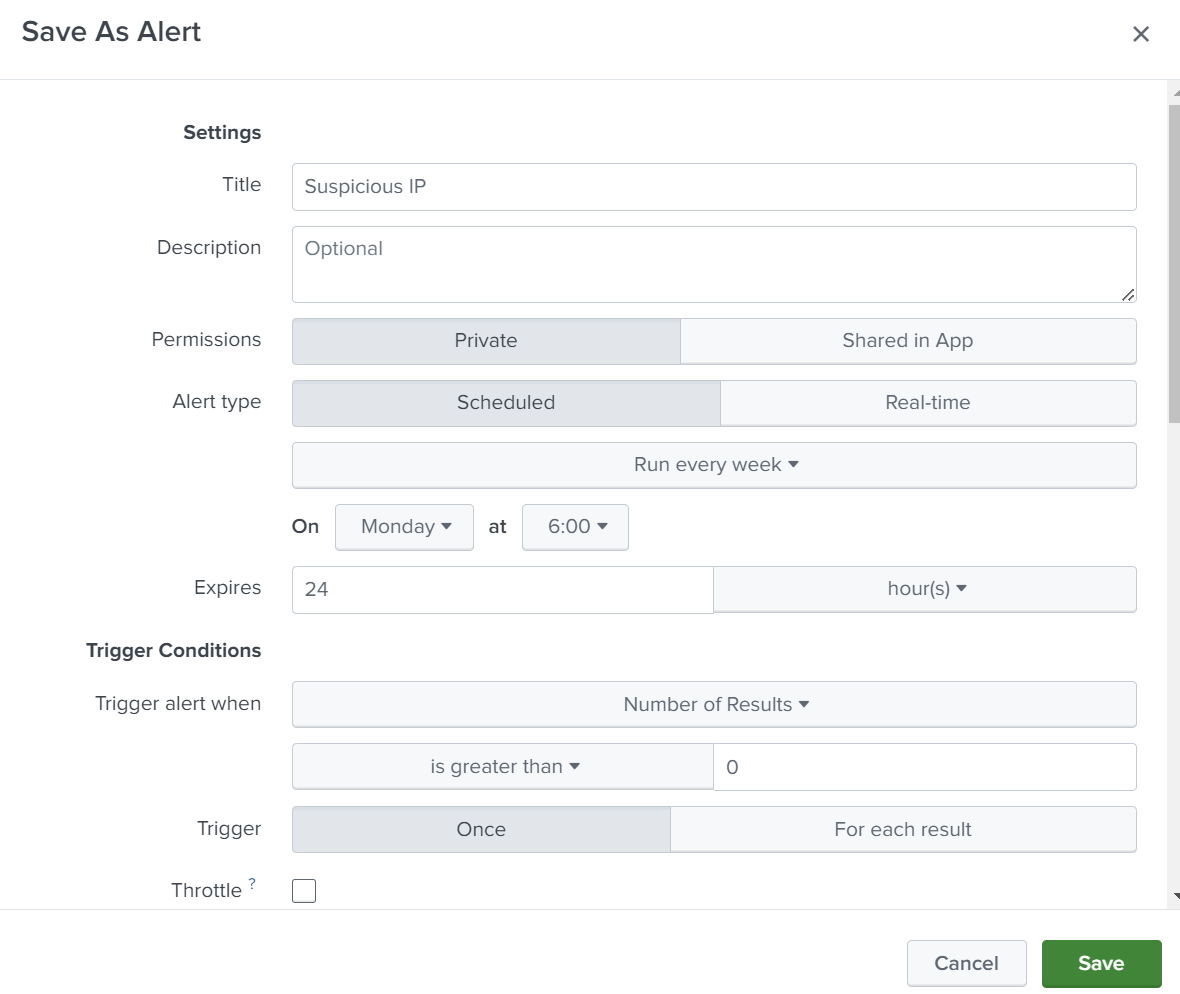 Save As Alert
Settings
Title Suspicious IP
Description Optional
Permissions Private Shared in App
Alert type Scheduled Real-time
Run every week
On Monday at 6:00
Expires 24 hour(s)
Trigger Conditions
Trigger alert when Number of Results
is greater than 0
Trigger Once For each result
Throttle ?
Cancel Save